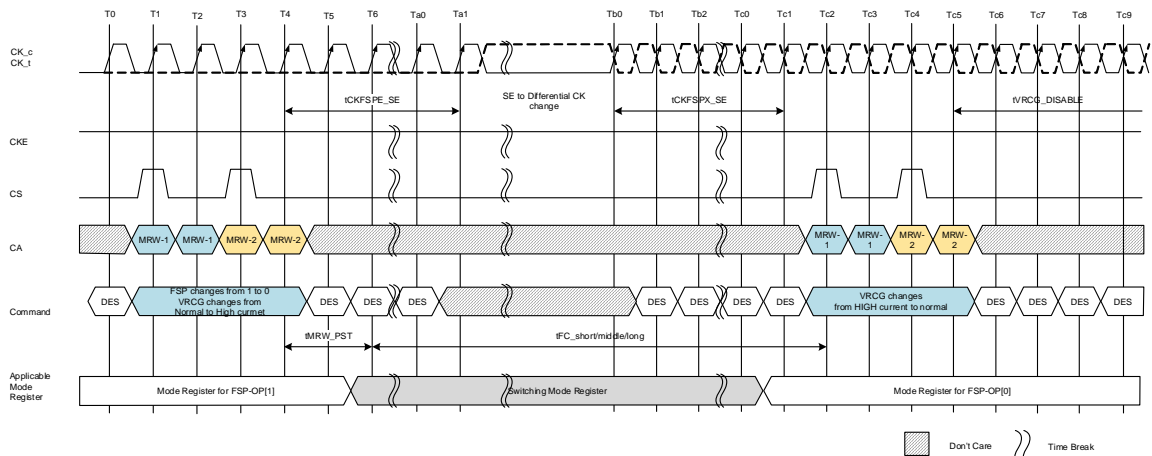 T0 T1 T2 T3 T4 T5 T6 Ta0 Ta1 Tb0 Tb1 Tb2 Tc0 Tc1 Tc2 Tc3 Tc4 Tc5 Tc6 Tc7 Tc8 Tc9
CK_c
CK_t
tCKFSPE_SE
SE to Differential CK
change
tCKFSPX_SE
tVRCG_DISABLE
CKE
CS
CA
MRW-1 MRW-1 MRW-2 MRW-2
MRW-
1
MRW-
1
MRW-
2
MRW-
2
Command
DES
FSP changes from 1 to 0
VRCG changes from
Normal to High curmet
DES DES DES DES DES DES DES
VRCG changes
from HIGH current to normal
DES DES DES DES
tMRW_PST
tFC_short/middle/long
Applicable
Mode
Register
Mode Register for FSP-OP[1]
Switching Mode Register
Mode Register for FSP-OP[0]
Don't Care
Time Break